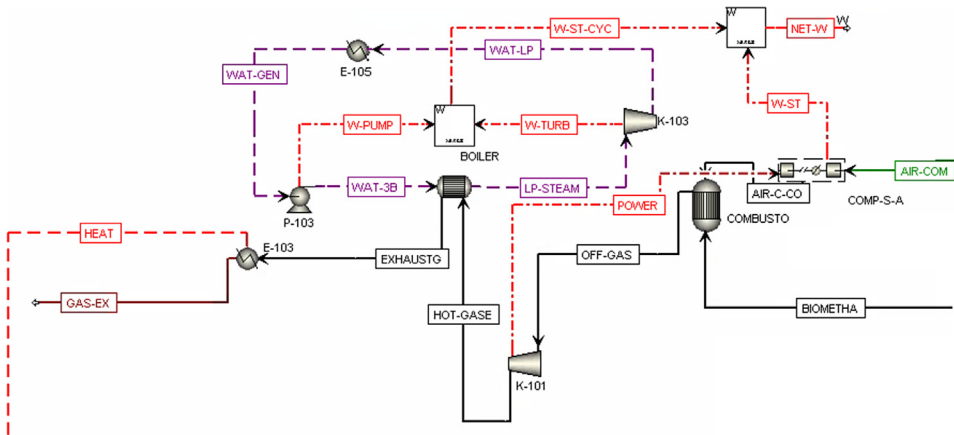 W-ST-CYC
W
NET-W
W
WAT-LP
E-105
WAT-GEN
W-ST
W
W-PUMP
W-TURB
K-103
BOILER
AIR-COM
WAT-3B
LP-STEAM
AIR-C-CO
P-103
POWER
COMP-S-A
COMBUSTO
HEAT
E-103
EXHAUSTG
OFF-GAS
GAS-EX
HOT-GASE
BIOMETHA
K-101